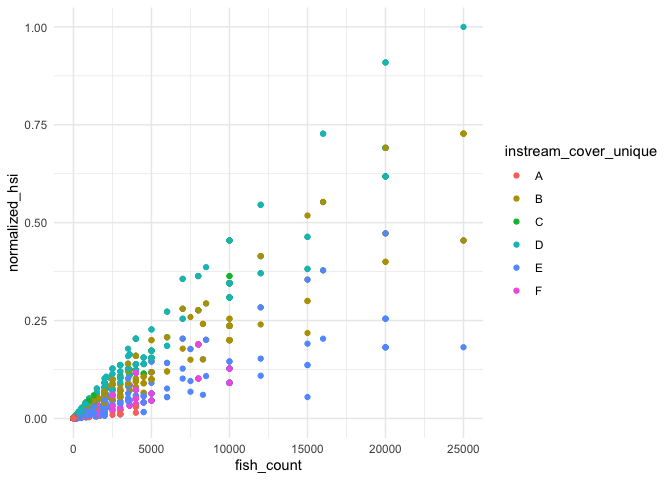 1.00
0.75
0.50
0.25
0.00
normalized_hsi
0 5000 10000 15000 20000 25000
fish_count
instream_cover_unique
A
B
C
D
E
F